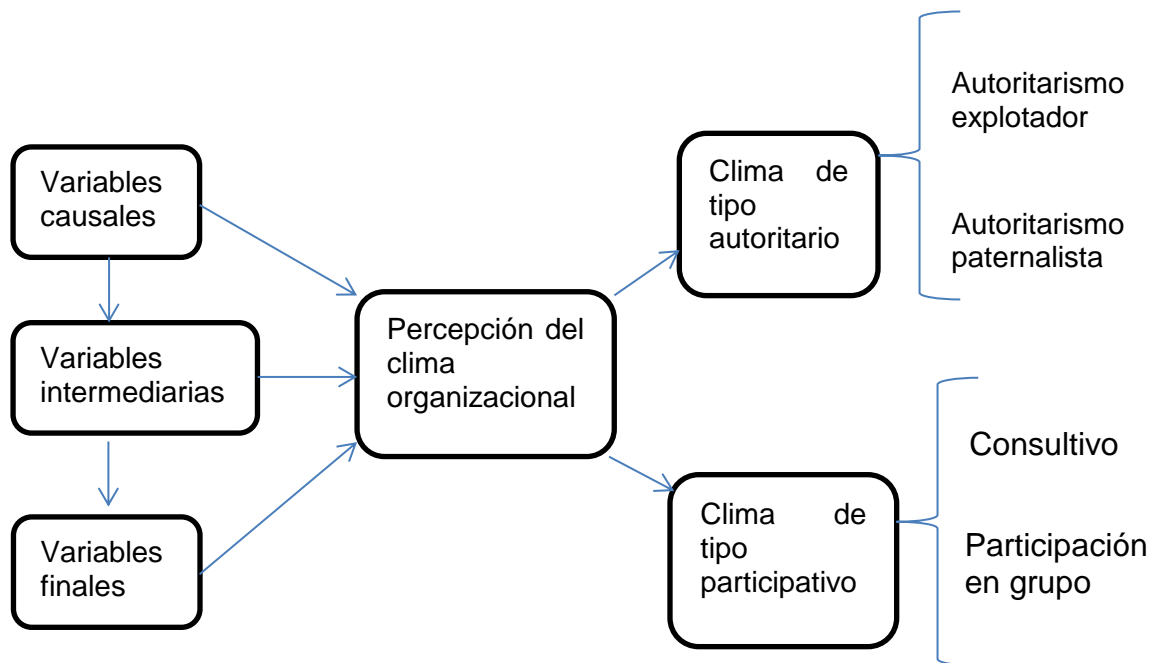 Variables
causales
Variables
intermediarias
Variables
finales
Percepción del
clima
organizacional
Clima de
tipo
autoritario
Autoritarismo
explotador
Autoritarismo
paternalista
Clima de
tipo
participativo
Consultivo
Participación
en grupo